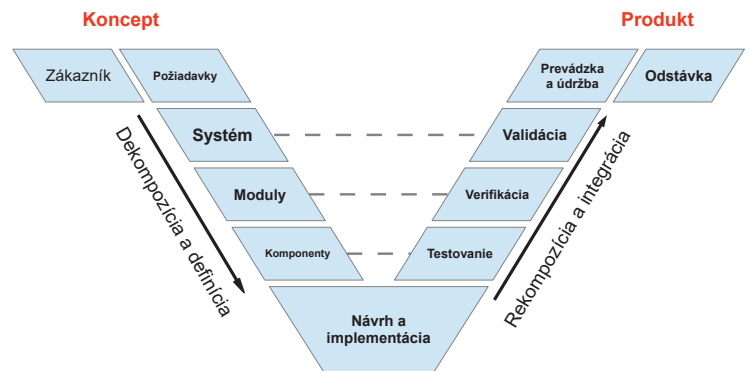 Koncept
Produkt
Zákazník
Požiadavky
Prevádzka
a údržba
Odstávka
Systém
Validácia
Moduly
Verifikácia
Komponenty
Testovanie
Dekompozícia a definícia
Rekompozícia a integrácia
Návrh a
implementácia